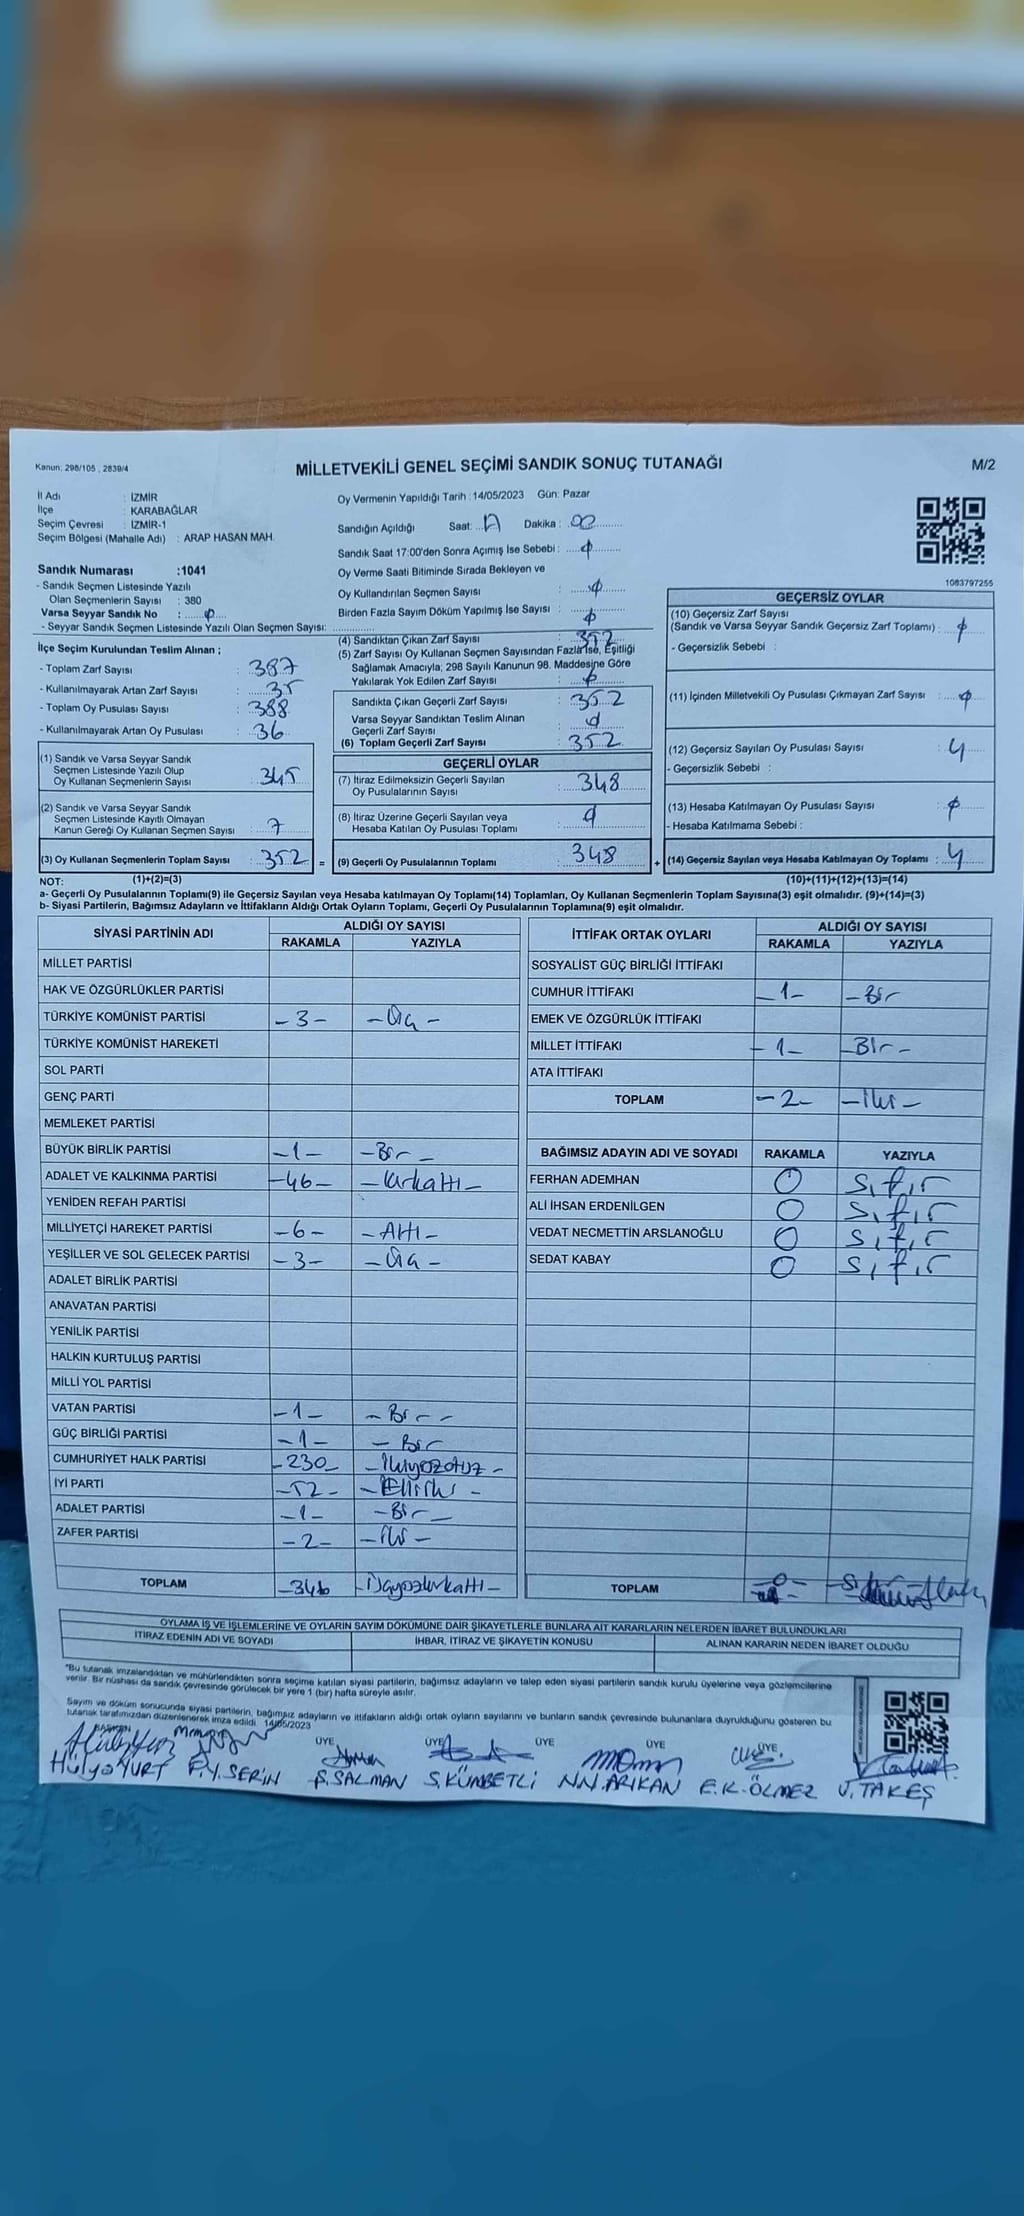 Kanun: 298/105 , 2839/4
MİLLETVEKİLİ GENEL SEÇİMİ SANDIK SONUÇ TUTANAĞI
M/2
İl Adı : İZMİR
İlçe : KARABAĞLAR
Seçim Çevresi : İZMİR-1
Seçim Bölgesi (Mahalle Adı) : ARAP HASAN MAH.
Sandık Numarası :1041
- Sandık Seçmen Listesinde Yazılı
Olan Seçmenlerin Sayısı : 380
Varsa Seyyar Sandık No : ϕ
- Seyyar Sandık Seçmen Listesinde Yazılı Olan Seçmen Sayısı:
İlçe Seçim Kurulundan Teslim Alınan ;
- Toplam Zarf Sayısı : 387
- Kullanılmayarak Artan Zarf Sayısı : 35
- Toplam Oy Pusulası Sayısı : 388
- Kullanılmayarak Artan Oy Pusulası : 36
(1) Sandık ve Varsa Seyyar Sandık
Seçmen Listesinde Yazılı Olup
Oy Kullanan Seçmenlerin Sayısı : 345
(2) Sandık ve Varsa Seyyar Sandık
Seçmen Listesinde Kayıtlı Olmayan
Kanun Gereği Oy Kullanan Seçmen Sayısı : 7
(3) Oy Kullanan Seçmenlerin Toplam Sayısı : 352 =
Oy Vermenin Yapıldığı Tarih : 14/05/2023 Gün: Pazar
Sandığın Açıldığı Saat: 17 Dakika : 00
Sandık Saat 17:00'den Sonra Açımış İse Sebebi : ϕ
Oy Verme Saati Bitiminde Sırada Bekleyen ve
Oy Kullandırılan Seçmen Sayısı : ϕ
Birden Fazla Sayım Döküm Yapılmış İse Sayısı : ϕ
(4) Sandıktan Çıkan Zarf Sayısı : 352
(5) Zarf Sayısı Oy Kullanan Seçmen Sayısından Fazla İse, Eşitliği
Sağlamak Amacıyla; 298 Sayılı Kanunun 98. Maddesine Göre
Yakılarak Yok Edilen Zarf Sayısı : ϕ
Sandıkta Çıkan Geçerli Zarf Sayısı : 352
Varsa Seyyar Sandıktan Teslim Alınan
Geçerli Zarf Sayısı : ϕ
(6) Toplam Geçerli Zarf Sayısı : 352
GEÇERLİ OYLAR
(7) İtiraz Edilmeksizin Geçerli Sayılan
Oy Pusulalarının Sayısı : 348
(8) İtiraz Üzerine Geçerli Sayılan veya
Hesaba Katılan Oy Pusulası Toplamı : ϕ
(9) Geçerli Oy Pusulalarının Toplamı : 348 +
1083797255
GEÇERSİZ OYLAR
(10) Geçersiz Zarf Sayısı
(Sandık ve Varsa Seyyar Sandık Geçersiz Zarf Toplamı) : ϕ
- Geçersizlik Sebebi :
(11) İçinden Milletvekili Oy Pusulası Çıkmayan Zarf Sayısı : ϕ
(12) Geçersiz Sayılan Oy Pusulası Sayısı : 4
- Geçersizlik Sebebi :
(13) Hesaba Katılmayan Oy Pusulası Sayısı : ϕ
- Hesaba Katılmama Sebebi :
(14) Geçersiz Sayılan veya Hesaba Katılmayan Oy Toplamı : 4
NOT: (1)+(2)=(3) (10)+(11)+(12)+(13)=(14)
a- Geçerli Oy Pusulalarının Toplamı(9) ile Geçersiz Sayılan veya Hesaba katılmayan Oy Toplamı(14) Toplamları, Oy Kullanan Seçmenlerin Toplam Sayısına(3) eşit olmalıdır. (9)+(14)=(3)
b- Siyasi Partilerin, Bağımsız Adayların ve İttifakların Aldığı Ortak Oyların Toplamı, Geçerli Oy Pusulalarının Toplamına(9) eşit olmalıdır.
SİYASİ PARTİNİN ADI ALDIĞI OY SAYISI
RAKAMLA YAZIYLA
MİLLET PARTİSİ
HAK VE ÖZGÜRLÜKLER PARTİSİ
TÜRKİYE KOMÜNİST PARTİSİ -3- -Üç-
TÜRKİYE KOMÜNİST HAREKETİ
SOL PARTİ
GENÇ PARTİ
MEMLEKET PARTİSİ
BÜYÜK BİRLİK PARTİSİ -1- -Bir-
ADALET VE KALKINMA PARTİSİ -46- -Kırkaltı-
YENİDEN REFAH PARTİSİ
MİLLİYETÇİ HAREKET PARTİSİ -6- -Altı-
YEŞİLLER VE SOL GELECEK PARTİSİ -3- -Üç-
ADALET BİRLİK PARTİSİ
ANAVATAN PARTİSİ
YENİLİK PARTİSİ
HALKIN KURTULUŞ PARTİSİ
MİLLİ YOL PARTİSİ
VATAN PARTİSİ -1- -Bir-
GÜÇ BİRLİĞİ PARTİSİ -1- -Bir
CUMHURİYET HALK PARTİSİ -230- -İkiyüzotuz-
İYİ PARTİ -52- -Elliiki-
ADALET PARTİSİ -1- -Bir-
ZAFER PARTİSİ -2- -İki-
TOPLAM -346 -Üçyüzkırkaltı-
İTTİFAK ORTAK OYLARI ALDIĞI OY SAYISI
RAKAMLA YAZIYLA
SOSYALİST GÜÇ BİRLİĞİ İTTİFAKI
CUMHUR İTTİFAKI -1- -Bir
EMEK VE ÖZGÜRLÜK İTTİFAKI
MİLLET İTTİFAKI -1- -Bir-
ATA İTTİFAKI
TOPLAM -2- -İki-
BAĞIMSIZ ADAYIN ADI VE SOYADI RAKAMLA YAZIYLA
FERHAN ADEMHAN 0 Sıfır
ALİ İHSAN ERDENİLGEN 0 Sıfır
VEDAT NECMETTİN ARSLANOĞLU 0 Sıfır
SEDAT KABAY 0 Sıfır
TOPLAM
OYLAMA İŞ VE İŞLEMLERİNE VE OYLARIN SAYIM DÖKÜMÜNE DAİR ŞİKAYETLERLE BUNLARA AİT KARARLARIN NELERDEN İBARET BULUNDUKLARI
İTİRAZ EDENİN ADI VE SOYADI İHBAR, İTİRAZ VE ŞİKAYETİN KONUSU ALINAN KARARIN NEDEN İBARET OLDUĞU
"Bu tutanak imzalandıktan ve mühürlendikten sonra seçime katılan siyasi partilerin, bağımsız adayların ve talep eden siyasi partilerin sandık kurulu üyelerine veya gözlemcilerine
verilir. Bir nüshası da sandık çevresinde görülecek bir yere 1 (bir) hafta süreyle asılır.
Sayım ve döküm sonucunda siyasi partilerin, bağımsız adayların ve ittifakların aldığı ortak oyların sayılarını ve bunların sandık çevresinde bulunanlara duyrulduğunu gösteren bu
tutanak tarafımızdan düzenlenerek imza edildi. 14/05/2023
BAŞKAN ÜYE ÜYE ÜYE ÜYE ÜYE
Hülya YURT F.Y.SERİN Ş.SALMAN S.KÜMBETLİ N.N.ARIKAN E.K.ÖLMEZ V.TAKEŞ